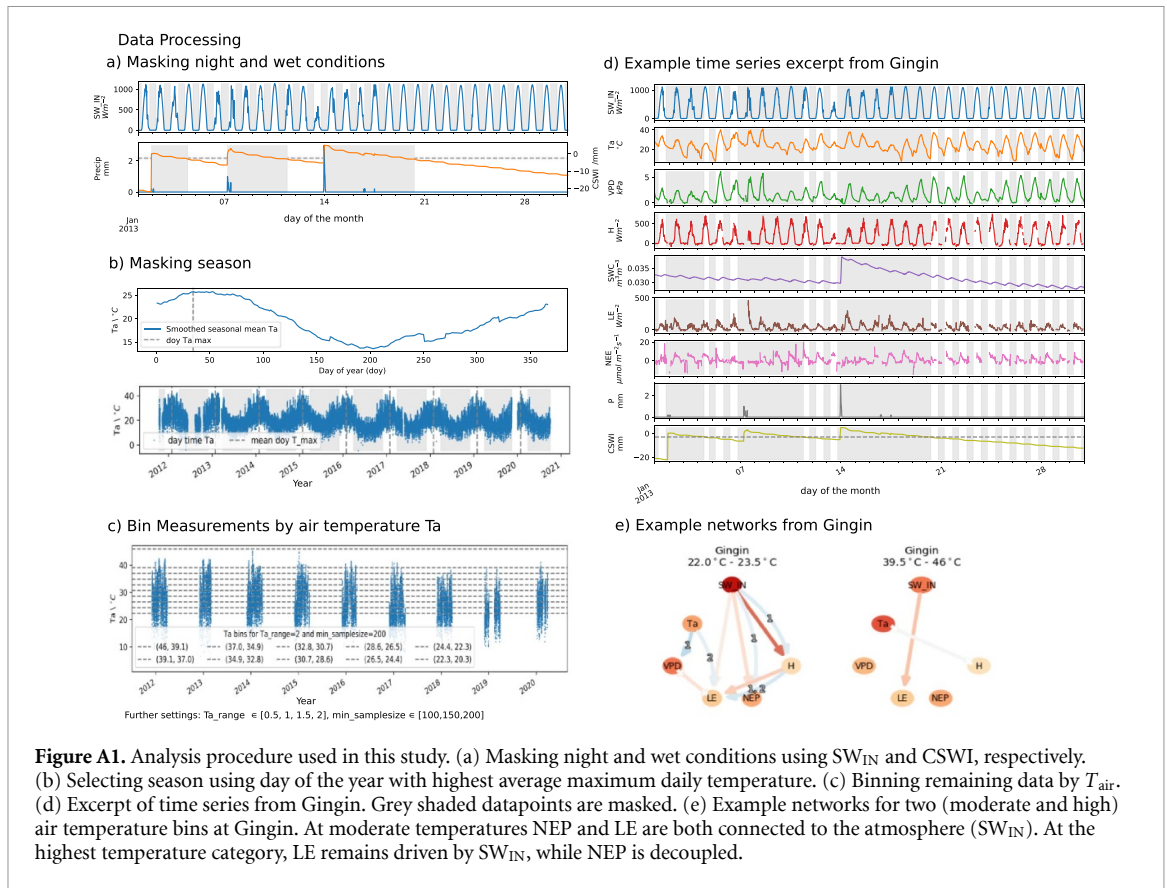 Data Processing
a) Masking night and wet conditions
SW_IN
Wm⁻²
1000
500
0
Precip
mm
2
0
0
−10
−20
CSWI /mm
07
14
21
28
Jan
2013
day of the month
b) Masking season
Ta \ °C
25
20
15
Smoothed seasonal mean Ta
doy Ta max
0
50
100
150
200
250
300
350
Day of year (doy)
Ta \ °C
40
20
0
day time Ta
mean doy T_max
2012
2013
2014
2015
2016
2017
2018
2019
2020
2021
Year
c) Bin Measurements by air temperature Ta
Ta \ °C
40
30
20
10
Ta bins for Ta_range=2 and min_samplesize=200
(46, 39.1) (37.0, 34.9) (32.8, 30.7) (28.6, 26.5) (24.4, 22.3)
(39.1, 37.0) (34.9, 32.8) (30.7, 28.6) (26.5, 24.4) (22.3, 20.3)
2012
2013
2014
2015
2016
2017
2018
2019
2020
Year
Further settings: Ta_range ∈ [0.5, 1, 1.5, 2], min_samplesize ∈ [100,150,200]
d) Example time series excerpt from Gingin
SW_IN
Wm⁻²
1000
500
0
Ta
°C
40
20
VPD
kPa
5
0
H
Wm⁻²
500
0
SWC
m³m⁻³
0.035
0.030
LE
Wm⁻²
500
0
NEE
μmol m⁻²s⁻¹
20
0
P
mm
2
0
CSWI
mm
0
−20
07
14
21
28
Jan
2013
day of the month
e) Example networks from Gingin
Gingin
22.0°C - 23.5°C
SW_IN
Ta
VPD
H
LE
NEP
2
2
1
3
1, 2
Gingin
39.5°C - 46°C
SW_IN
Ta
VPD
H
LE
NEP
Figure A1. Analysis procedure used in this study. (a) Masking night and wet conditions using SW_IN and CSWI, respectively.
(b) Selecting season using day of the year with highest average maximum daily temperature. (c) Binning remaining data by T_air.
(d) Excerpt of time series from Gingin. Grey shaded datapoints are masked. (e) Example networks for two (moderate and high)
air temperature bins at Gingin. At moderate temperatures NEP and LE are both connected to the atmosphere (SW_IN). At the
highest temperature category, LE remains driven by SW_IN, while NEP is decoupled.